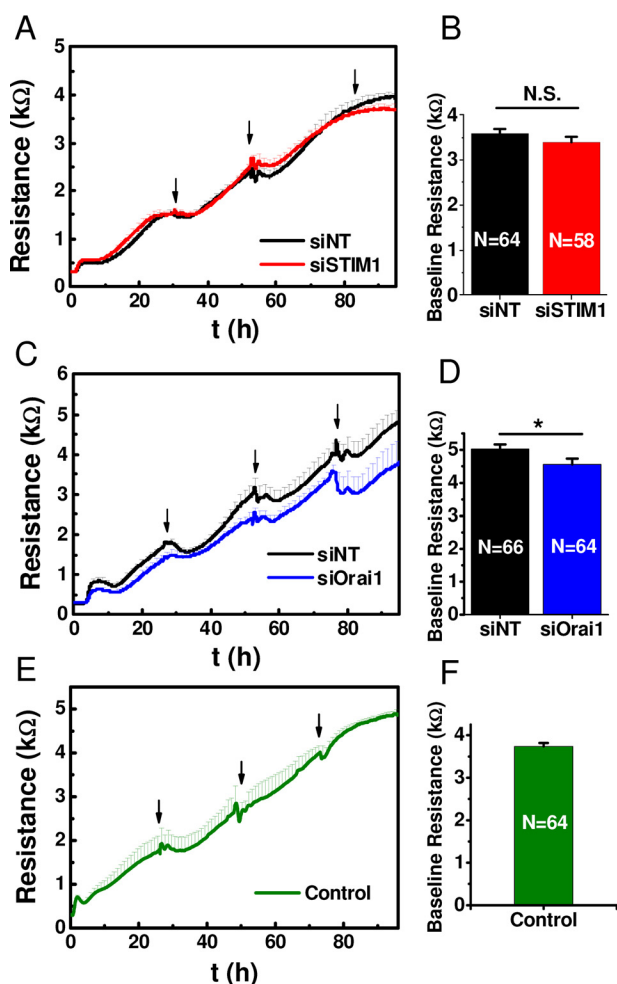 A
Resistance (kΩ)
5
4
3
2
1
0
siNT
siSTIM1
0 20 40 60 80
t (h)
B
Baseline Resistance (kΩ)
5
4
3
2
1
0
N.S.
N=64
N=58
siNT siSTIM1
C
Resistance (kΩ)
6
5
4
3
2
1
0
siNT
siOrai1
0 20 40 60 80
t (h)
D
Baseline Resistance (kΩ)
5
4
3
2
1
0
*
N=66
N=64
siNT siOrai1
E
Resistance (kΩ)
5
4
3
2
1
0
Control
0 20 40 60 80
t (h)
F
Baseline Resistance (kΩ)
4
3
2
1
0
N=64
Control